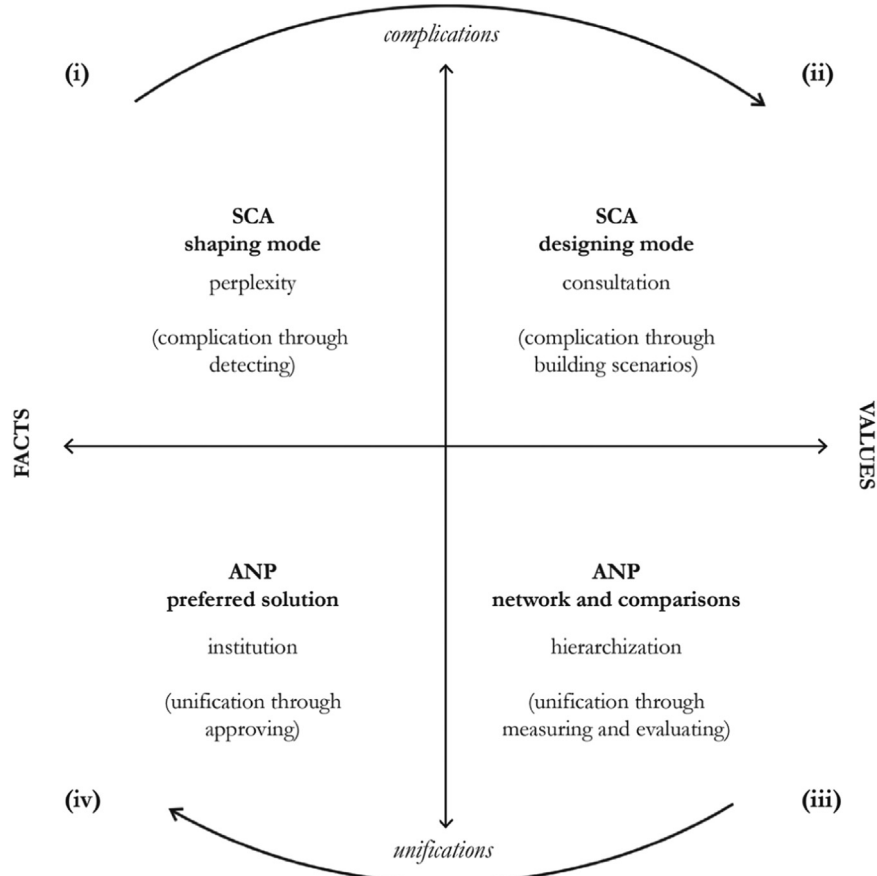 complications
(i)
(ii)
SCA
shaping mode
perplexity
(complication through
detecting)
SCA
designing mode
consultation
(complication through
building scenarios)
FACTS
VALUES
ANP
preferred solution
institution
(unification through
approving)
ANP
network and comparisons
hierarchization
(unification through
measuring and evaluating)
(iv)
(iii)
unifications